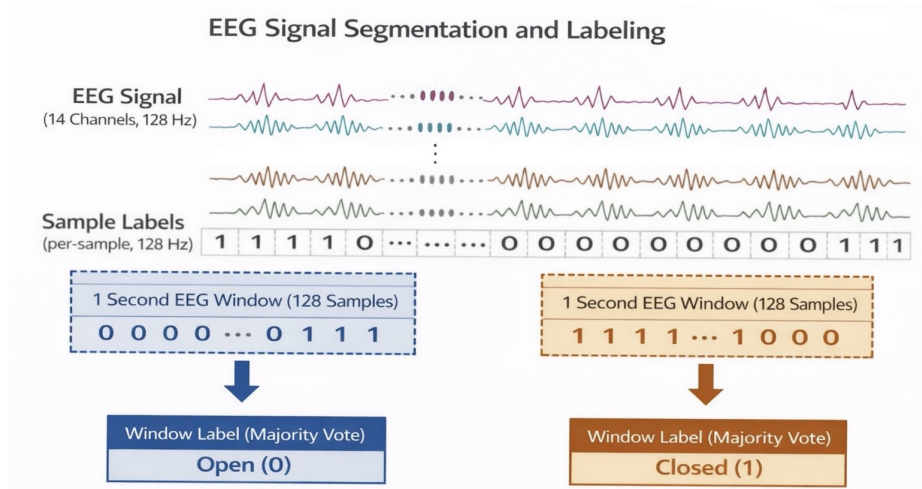 EEG Signal Segmentation and Labeling
EEG Signal
(14 Channels, 128 Hz)
Sample Labels
(per-sample, 128 Hz)
1 1 1 1 0 ... ... ... 0 0 0 0 0 0 0 0 0 1 1 1
1 Second EEG Window (128 Samples)
0 0 0 0 ... 0 1 1 1
Window Label (Majority Vote)
Open (0)
1 Second EEG Window (128 Samples)
1 1 1 1 ... 1 0 0 0
Window Label (Majority Vote)
Closed (1)